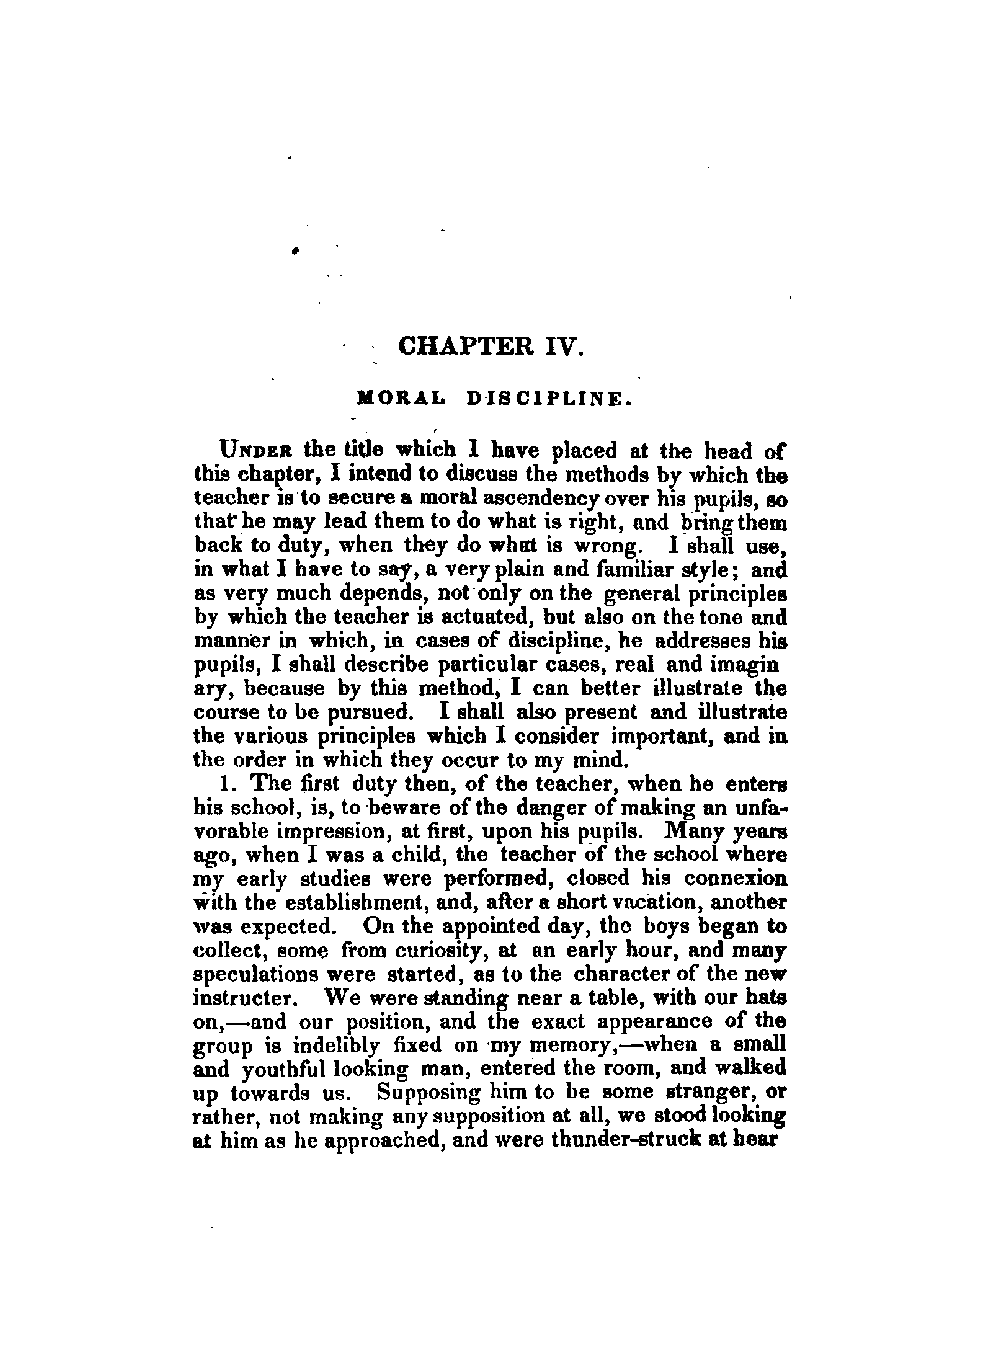 CHAPTER IV.
MORAL DISCIPLINE.
UNDER the title which I have placed at the head of
this chapter, I intend to discuss the methods by which the
teacher is to secure a moral ascendency over his pupils, so
that he may lead them to do what is right, and bring them
back to duty, when they do what is wrong. I shall use,
in what I have to say, a very plain and familiar style; and
as very much depends, not only on the general principles
by which the teacher is actuated, but also on the tone and
manner in which, in cases of discipline, he addresses his
pupils, I shall describe particular cases, real and imagin
ary, because by this method, I can better illustrate the
course to be pursued. I shall also present and illustrate
the various principles which I consider important, and in
the order in which they occur to my mind.
1. The first duty then, of the teacher, when he enters
his school, is, to beware of the danger of making an unfa-
vorable impression, at first, upon his pupils. Many years
ago, when I was a child, the teacher of the school where
my early studies were performed, closed his connexion
with the establishment, and, after a short vacation, another
was expected. On the appointed day, the boys began to
collect, some from curiosity, at an early hour, and many
speculations were started, as to the character of the new
instructer. We were standing near a table, with our hats
on,—and our position, and the exact appearance of the
group is indelibly fixed on my memory,—when a small
and youthful looking man, entered the room, and walked
up towards us. Supposing him to be some stranger, or
rather, not making any supposition at all, we stood looking
at him as he approached, and were thunder-struck at hear